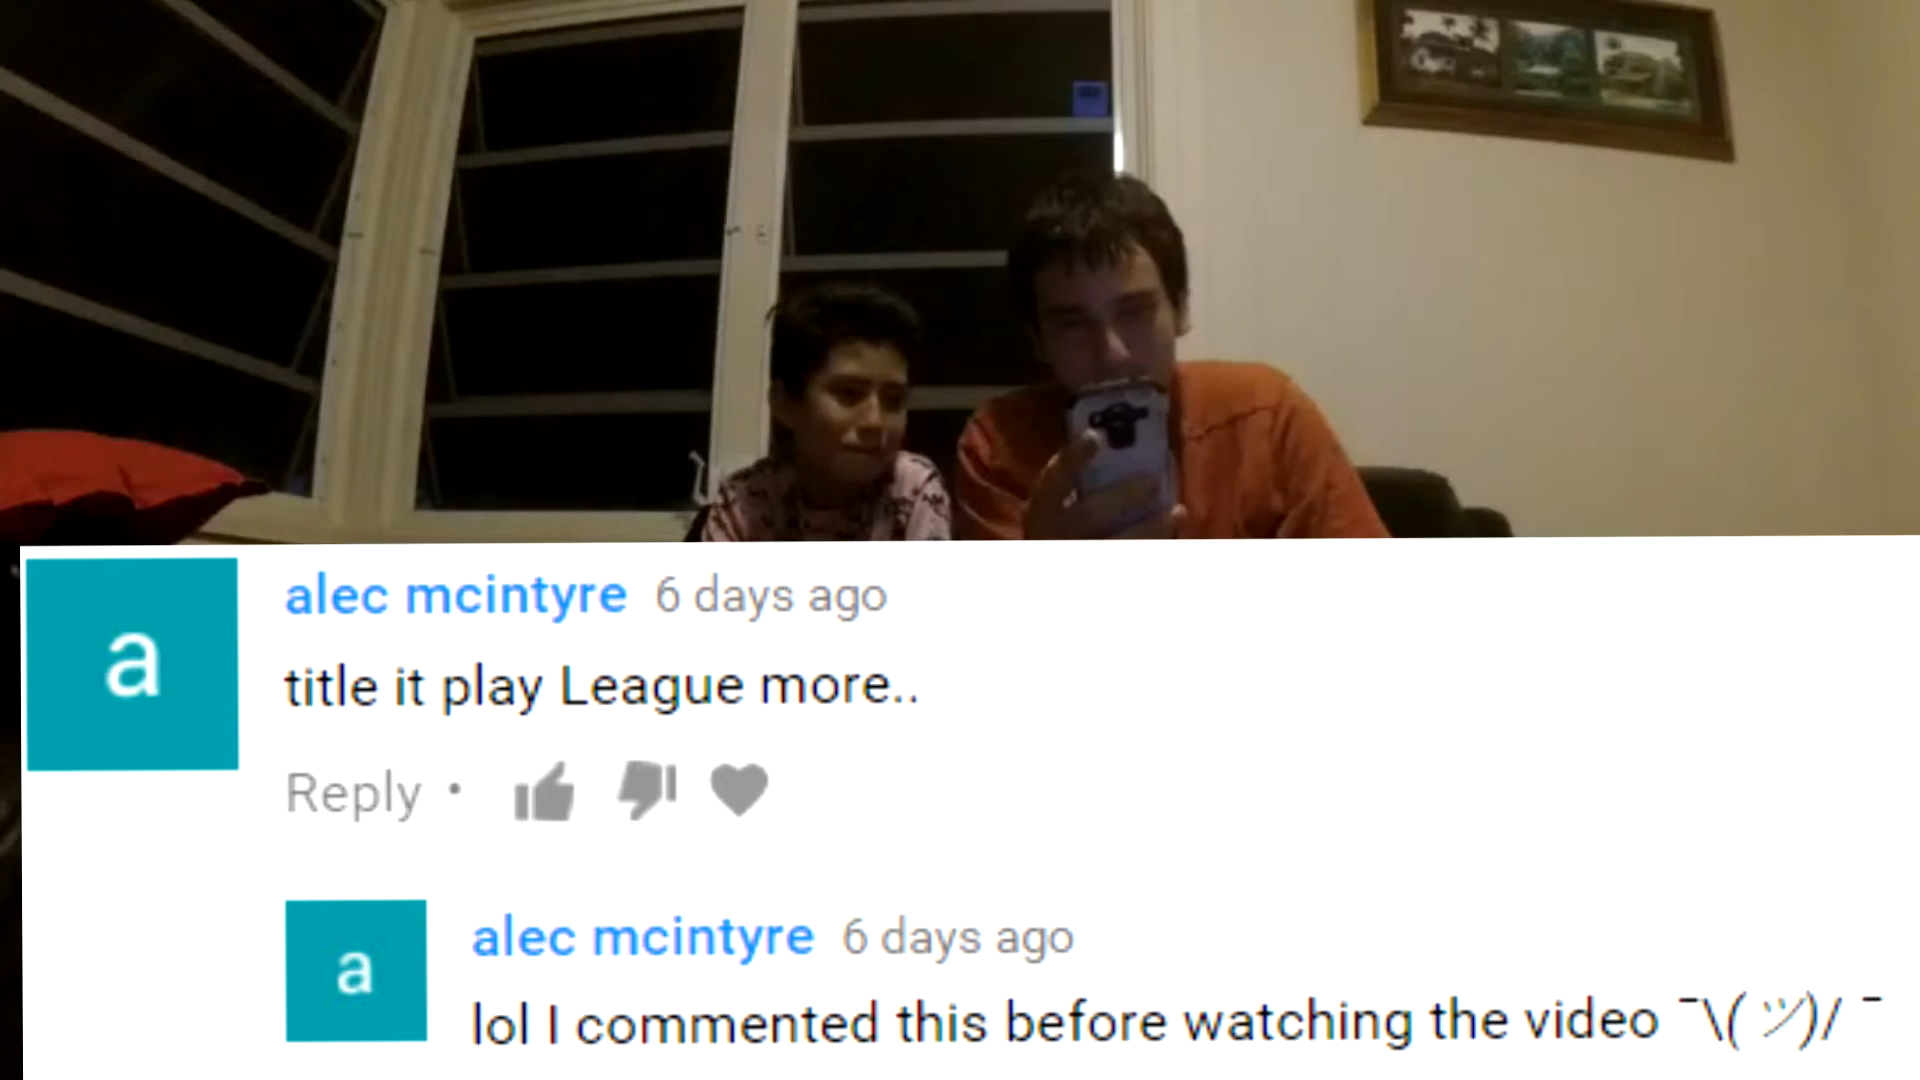 a
alec mcintyre 6 days ago
title it play League more..
Reply •
a
alec mcintyre 6 days ago
lol I commented this before watching the video ¯\(ツ)/ ¯